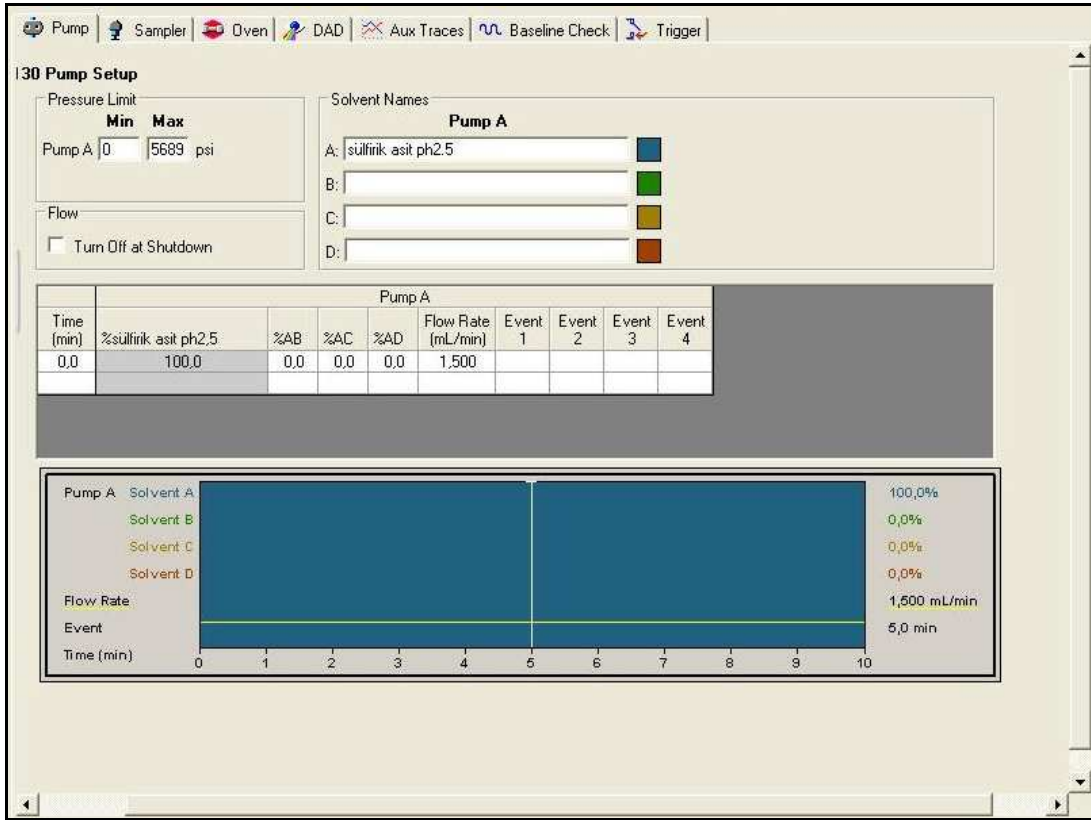 Pump Sampler Oven DAD Aux Traces Baseline Check Trigger
30 Pump Setup
Pressure Limit
Min Max
Pump A 0 5689 psi
Flow
Turn Off at Shutdown
Solvent Names
Pump A
A: sülfirik asit ph2.5
B:
C:
D:
Pump A
Time (min) %sülfirik asit ph2,5 %AB %AC %AD Flow Rate (mL/min) Event 1 Event 2 Event 3 Event 4
0,0 100,0 0,0 0,0 0,0 1,500
Pump A Solvent A 100,0%
Solvent B 0,0%
Solvent C 0,0%
Solvent D 0,0%
Flow Rate 1,500 mL/min
Event 5,0 min
Time (min) 0 1 2 3 4 5 6 7 8 9 10